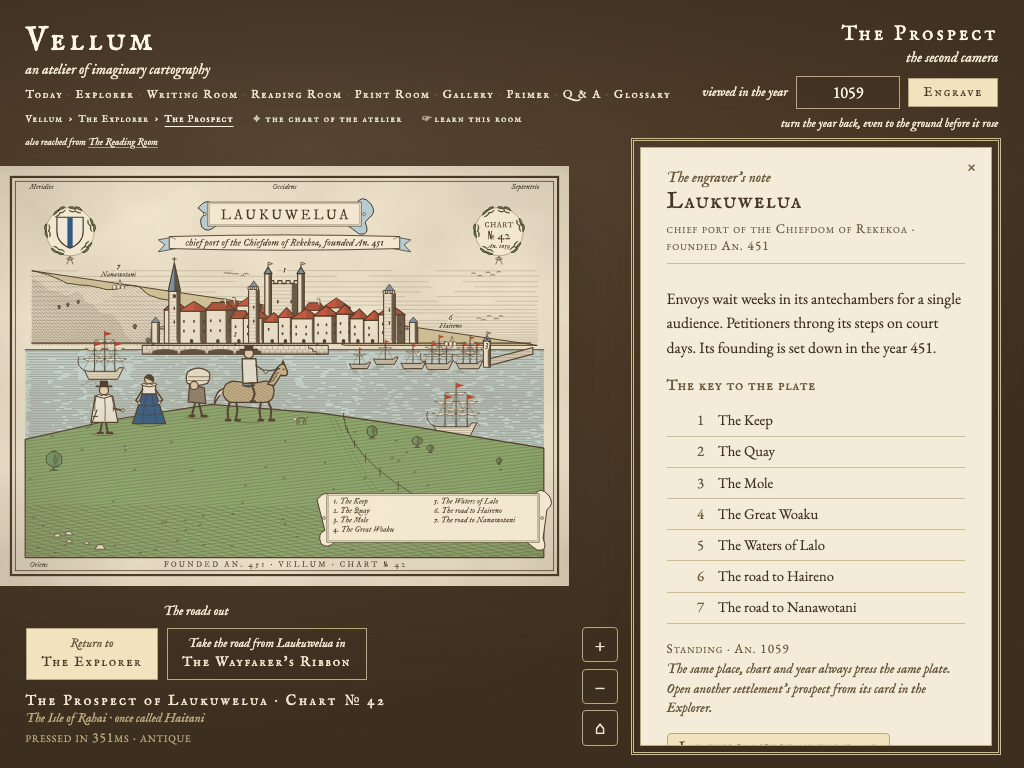 Vellum
an atelier of imaginary cartography
Today · Explorer · Writing Room · Reading Room · Print Room · Gallery · Primer · Q & A · Glossary
Vellum › The Explorer › The Prospect ✦ the chart of the atelier ☞ learn this room
also reached from The Reading Room
The Prospect
the second camera
viewed in the year 1059 Engrave
turn the year back, even to the ground before it rose
Meridies Occidens Septentrio
LAUKUWELUA
chief port of the Chiefdom of Rekekoa, founded An. 451
CHART
№ 42
An. 1059
7
Nanawotani
1
2
6
Haireno
3
1. The Keep
2. The Quay
3. The Mole
4. The Great Woaku
5. The Waters of Lalo
6. The road to Haireno
7. The road to Nanawotani
Oriens
FOUNDED AN. 451 · VELLUM · CHART № 42
The roads out
Return to
The Explorer
Take the road from Laukuwelua in
The Wayfarer's Ribbon
The Prospect of Laukuwelua · Chart № 42
The Isle of Rahai · once called Haitani
pressed in 351ms · antique
+
−
⌂
×
The engraver's note
Laukuwelua
chief port of the Chiefdom of Rekekoa ·
founded An. 451
Envoys wait weeks in its antechambers for a single
audience. Petitioners throng its steps on court
days. Its founding is set down in the year 451.
The key to the plate
1 The Keep
2 The Quay
3 The Mole
4 The Great Woaku
5 The Waters of Lalo
6 The road to Haireno
7 The road to Nanawotani
Standing · An. 1059
The same place, chart and year always press the same plate.
Open another settlement's prospect from its card in the
Explorer.